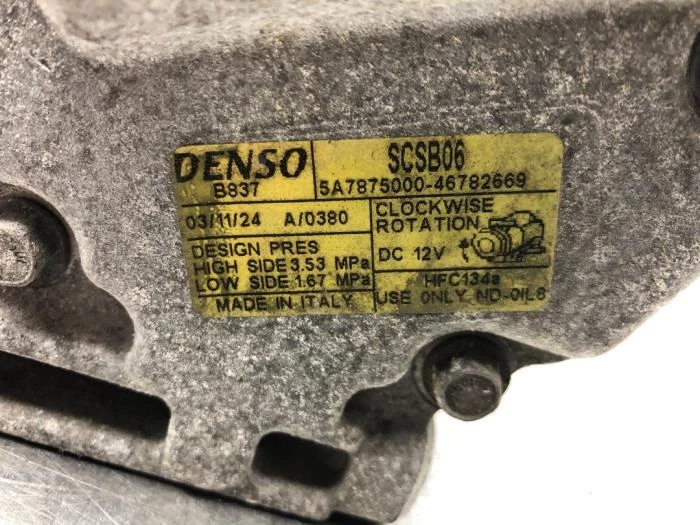 DENSO
B837
SCSB06
5A7875000-46782669
03/11/24 A/0380
CLOCKWISE
ROTATION
DC 12V
DESIGN PRES
HIGH SIDE 3.53 MPa
LOW SIDE 1.67 MPa
MADE IN ITALY
HFC134a
USE ONLY ND-OIL8